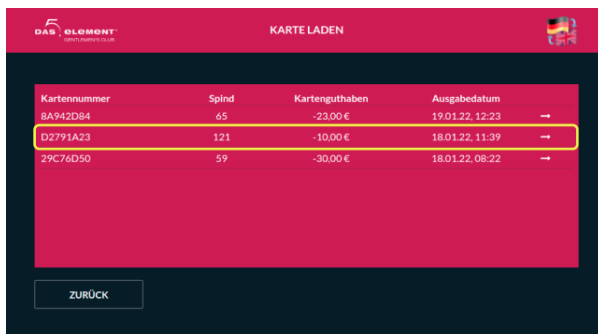 DAS 5. ELEMENT
GENTLEMEN'S CLUB
KARTE LADEN
Kartennummer Spind Kartenguthaben Ausgabedatum
8A942D84 65 -23,00 € 19.01.22, 12:23 →
D2791A23 121 -10,00 € 18.01.22, 11:39 →
29C76D50 59 -30,00 € 18.01.22, 08:22 →
ZURÜCK